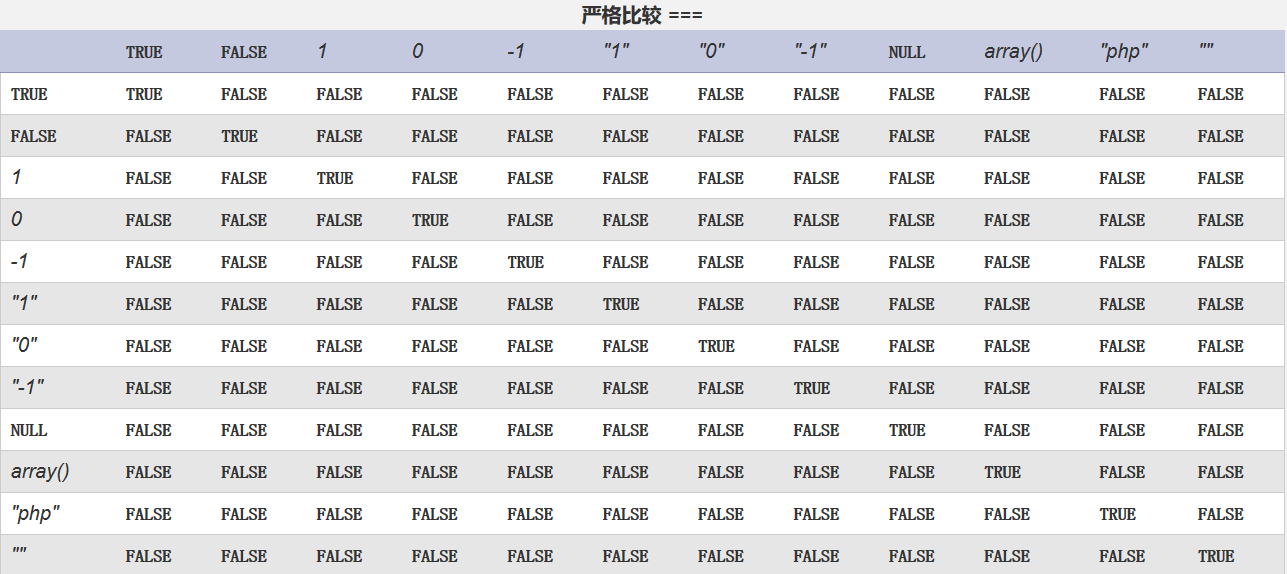 严格比较 ===
TRUE FALSE 1 0 -1 "1" "0" "-1" NULL array() "php" ""
TRUE TRUE FALSE FALSE FALSE FALSE FALSE FALSE FALSE FALSE FALSE FALSE FALSE
FALSE FALSE TRUE FALSE FALSE FALSE FALSE FALSE FALSE FALSE FALSE FALSE FALSE
1 FALSE FALSE TRUE FALSE FALSE FALSE FALSE FALSE FALSE FALSE FALSE FALSE
0 FALSE FALSE FALSE TRUE FALSE FALSE FALSE FALSE FALSE FALSE FALSE FALSE
-1 FALSE FALSE FALSE FALSE TRUE FALSE FALSE FALSE FALSE FALSE FALSE FALSE
"1" FALSE FALSE FALSE FALSE FALSE TRUE FALSE FALSE FALSE FALSE FALSE FALSE
"0" FALSE FALSE FALSE FALSE FALSE FALSE TRUE FALSE FALSE FALSE FALSE FALSE
"-1" FALSE FALSE FALSE FALSE FALSE FALSE FALSE TRUE FALSE FALSE FALSE FALSE
NULL FALSE FALSE FALSE FALSE FALSE FALSE FALSE FALSE TRUE FALSE FALSE FALSE
array() FALSE FALSE FALSE FALSE FALSE FALSE FALSE FALSE FALSE TRUE FALSE FALSE
"php" FALSE FALSE FALSE FALSE FALSE FALSE FALSE FALSE FALSE FALSE TRUE FALSE
"" FALSE FALSE FALSE FALSE FALSE FALSE FALSE FALSE FALSE FALSE FALSE TRUE